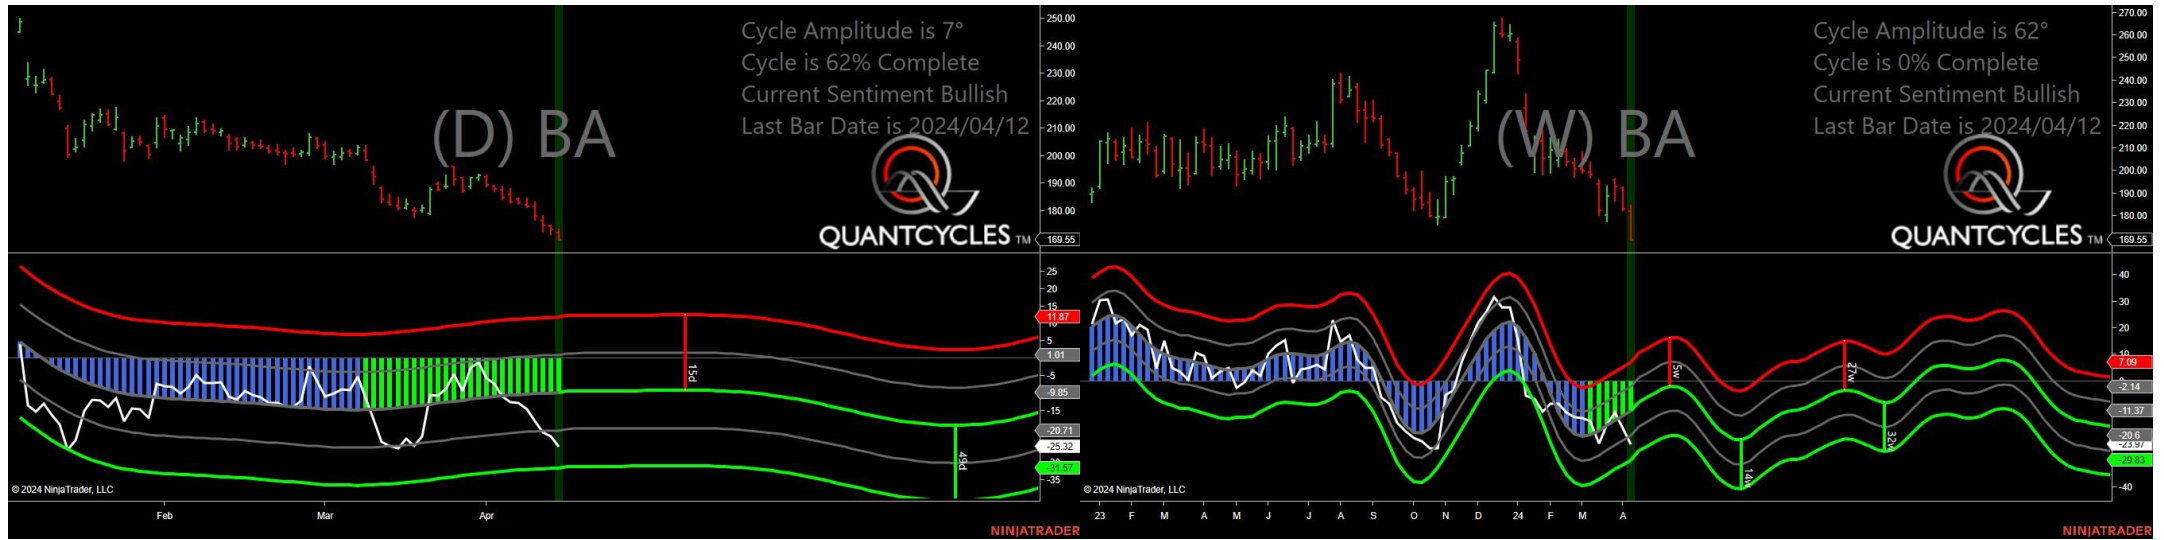 Cycle Amplitude is 7°
Cycle is 62% Complete
Current Sentiment Bullish
Last Bar Date is 2024/04/12
(D) BA
QUANTCYCLES TM
250.00
240.00
230.00
220.00
210.00
200.00
190.00
180.00
169.55
25
20
15
11.87
10
5
1.01
-5
-9.85
-15
-20.71
-25.32
-31.57
-35
15d
49d
© 2024 NinjaTrader, LLC
Feb Mar Apr
NINJATRADER
Cycle Amplitude is 62°
Cycle is 0% Complete
Current Sentiment Bullish
Last Bar Date is 2024/04/12
(W) BA
QUANTCYCLES TM
270.00
260.00
250.00
240.00
230.00
220.00
210.00
200.00
190.00
180.00
169.55
40
30
20
10
7.09
-2.14
-11.37
-20.6
-23.97
-29.83
-40
5w
14w
27w
© 2024 NinjaTrader, LLC
23 F M A M J J A S O N D 24 F M A
NINJATRADER